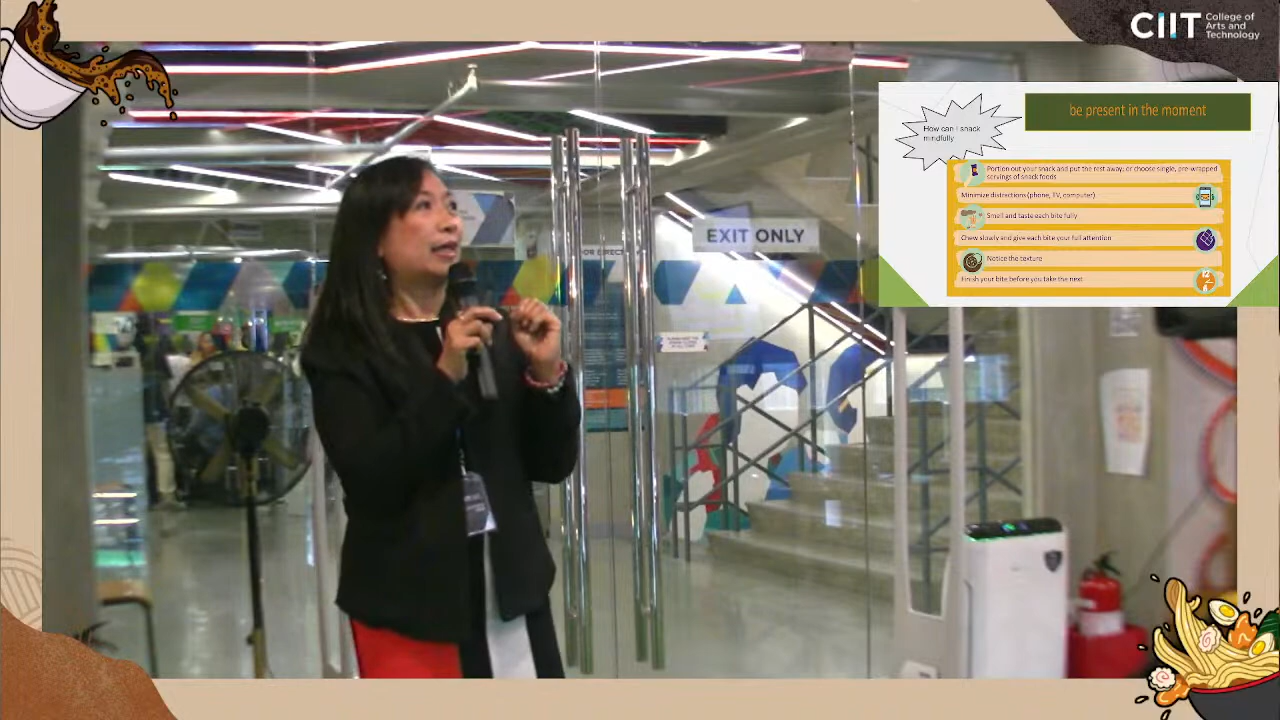 CIIT College of
Arts and
Technology
be present in the moment
How can I snack
mindfully
Portion out your snack and put the rest away; or choose single, pre-wrapped
servings of snack foods
Minimize distractions (phone, TV, computer)
Smell and taste each bite fully
Chew slowly and give each bite your full attention
Notice the texture
Finish your bite before you take the next
EXIT ONLY